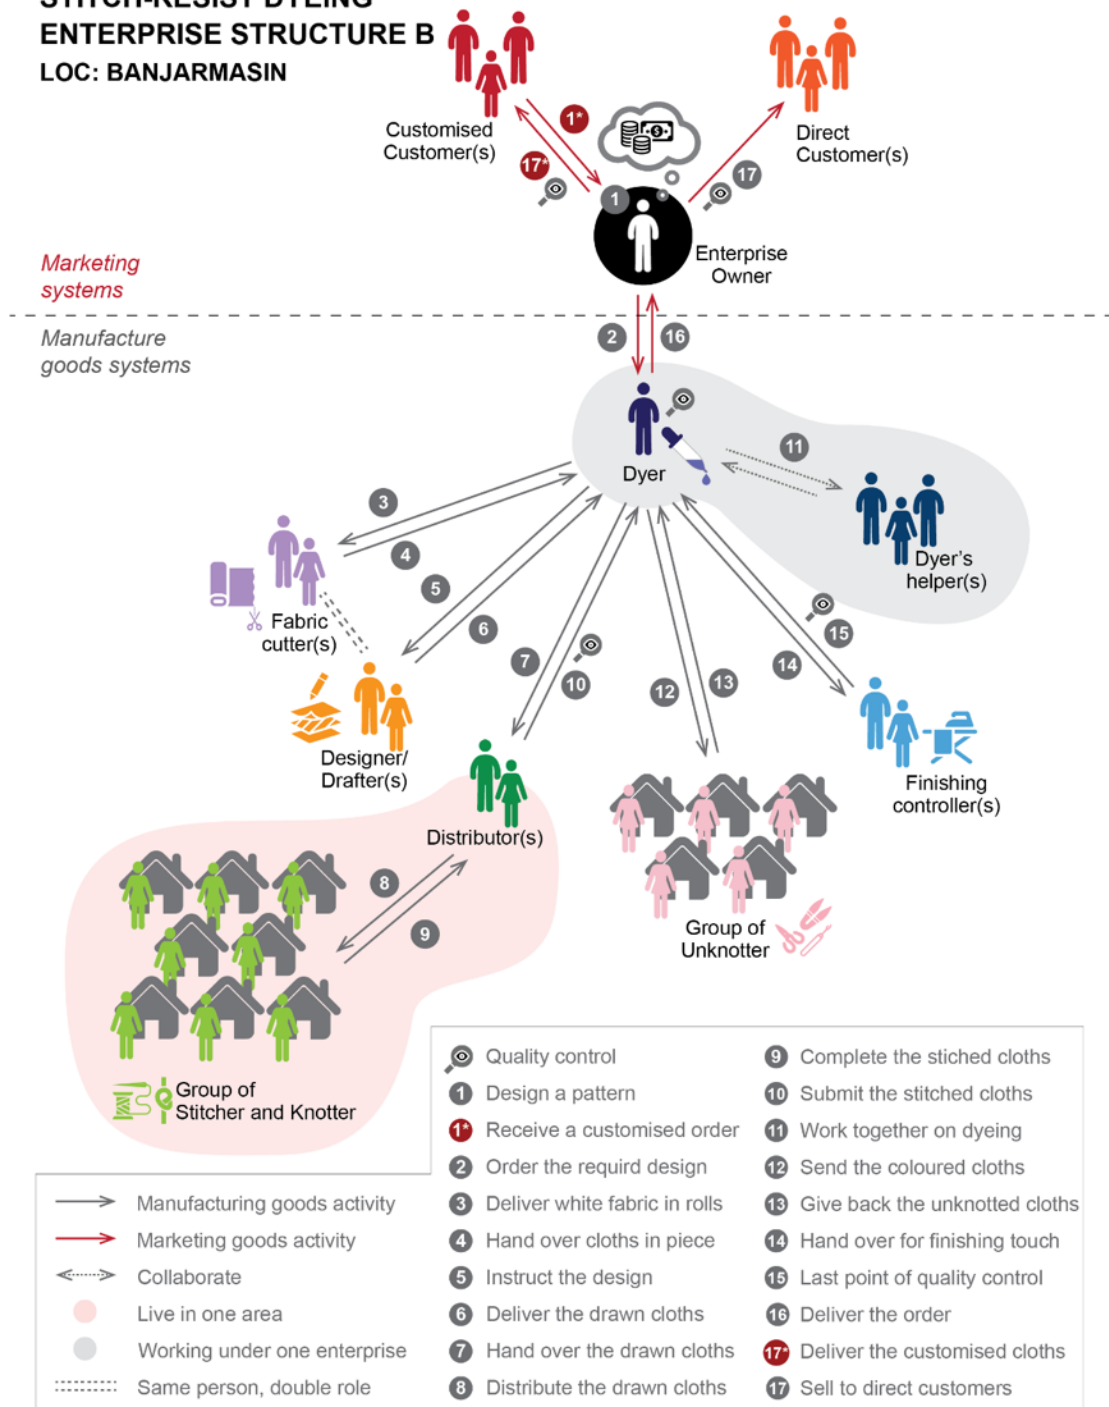 STITCH-RESIST DYEING
ENTERPRISE STRUCTURE B
LOC: BANJARMASIN
Customised
Customer(s)
Direct
Customer(s)
1*
17*
17
1
Enterprise
Owner
Marketing
systems
Manufacture
goods systems
2
16
Dyer
11
Dyer's
helper(s)
3
4
5
6
7
10
12
13
14
15
Fabric
cutter(s)
Designer/
Drafter(s)
Distributor(s)
Finishing
controller(s)
8
9
Group of
Unknotter
Group of
Stitcher and Knotter
Manufacturing goods activity
Marketing goods activity
Collaborate
Live in one area
Working under one enterprise
Same person, double role
Quality control
1 Design a pattern
1* Receive a customised order
2 Order the requird design
3 Deliver white fabric in rolls
4 Hand over cloths in piece
5 Instruct the design
6 Deliver the drawn cloths
7 Hand over the drawn cloths
8 Distribute the drawn cloths
9 Complete the stiched cloths
10 Submit the stitched cloths
11 Work together on dyeing
12 Send the coloured cloths
13 Give back the unknotted cloths
14 Hand over for finishing touch
15 Last point of quality control
16 Deliver the order
17* Deliver the customised cloths
17 Sell to direct customers